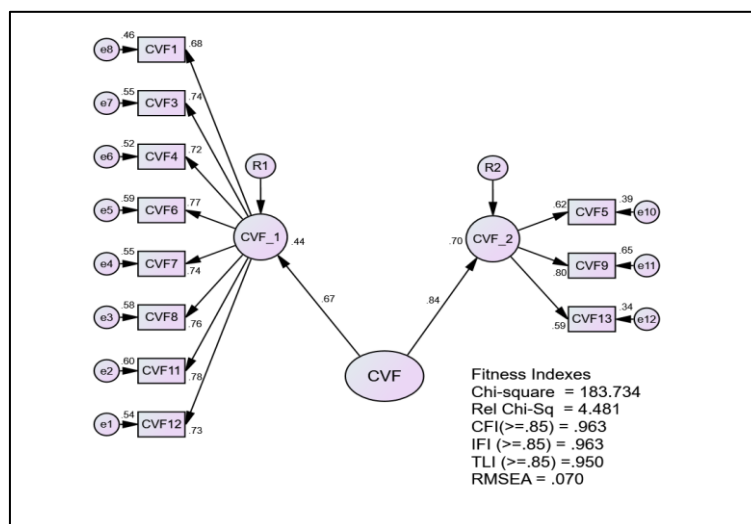 e8
.46
CVF1
.68
e7
.55
CVF3
.74
e6
.52
CVF4
.72
e5
.59
CVF6
.77
e4
.55
CVF7
.74
e3
.58
CVF8
.76
e2
.60
CVF11
.78
e1
.54
CVF12
.73
R1
CVF_1
.44
.67
CVF
.84
R2
.70
CVF_2
.62
CVF5
.39
e10
.80
CVF9
.65
e11
.59
CVF13
.34
e12
Fitness Indexes
Chi-square = 183.734
Rel Chi-Sq = 4.481
CFI(>=.85) = .963
IFI (>=.85) = .963
TLI (>=.85) =.950
RMSEA = .070